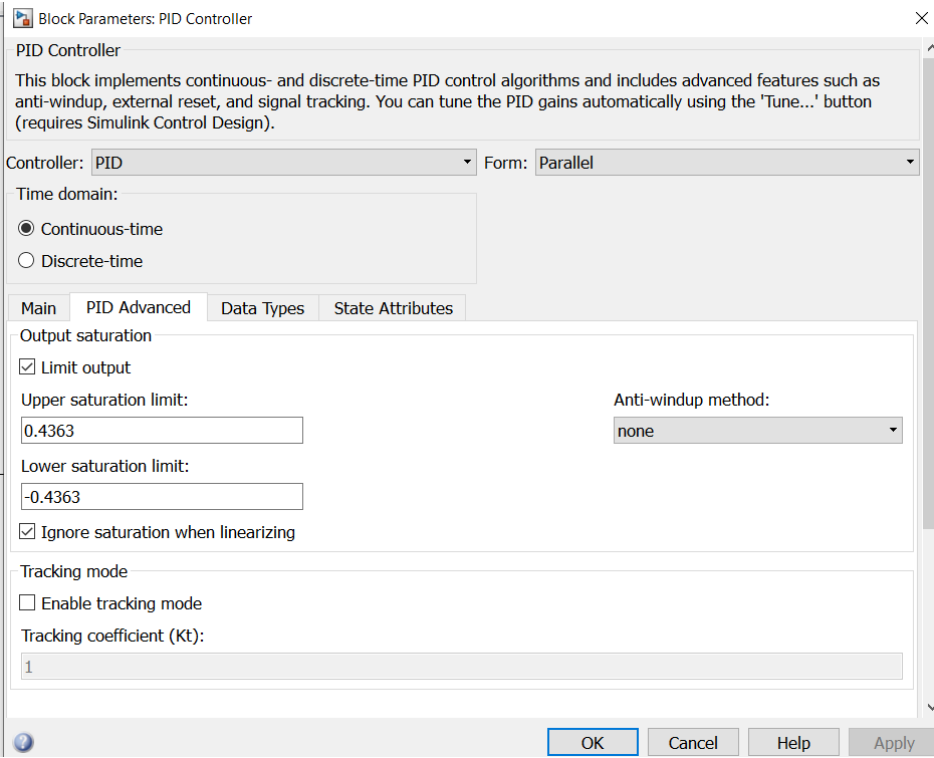 Block Parameters: PID Controller
PID Controller
This block implements continuous- and discrete-time PID control algorithms and includes advanced features such as
anti-windup, external reset, and signal tracking. You can tune the PID gains automatically using the 'Tune...' button
(requires Simulink Control Design).
Controller: PID Form: Parallel
Time domain:
Continuous-time
Discrete-time
Main PID Advanced Data Types State Attributes
Output saturation
Limit output
Upper saturation limit: Anti-windup method:
0.4363 none
Lower saturation limit:
-0.4363
Ignore saturation when linearizing
Tracking mode
Enable tracking mode
Tracking coefficient (Kt):
1
OK Cancel Help Apply